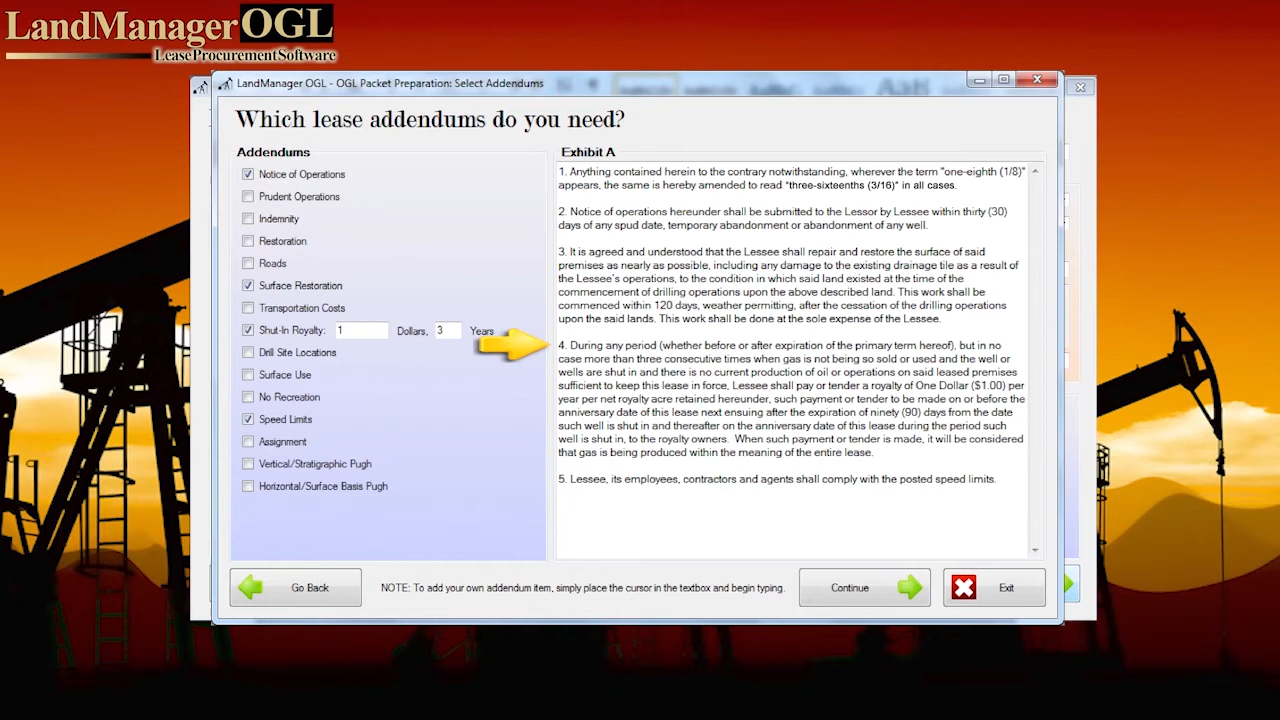 LandManager OGL
LeaseProcurementSoftware
LandManager OGL - OGL Packet Preparation: Select Addendums
Which lease addendums do you need?
Addendums
Notice of Operations
Prudent Operations
Indemnity
Restoration
Roads
Surface Restoration
Transportation Costs
Shut-In Royalty: 1 Dollars, 3 Years
Drill Site Locations
Surface Use
No Recreation
Speed Limits
Assignment
Vertical/Stratigraphic Pugh
Horizontal/Surface Basis Pugh
Exhibit A
1. Anything contained herein to the contrary notwithstanding, wherever the term "one-eighth (1/8)"
appears, the same is hereby amended to read "three-sixteenths (3/16)" in all cases.
2. Notice of operations hereunder shall be submitted to the Lessor by Lessee within thirty (30)
days of any spud date, temporary abandonment or abandonment of any well.
3. It is agreed and understood that the Lessee shall repair and restore the surface of said
premises as nearly as possible, including any damage to the existing drainage tile as a result of
the Lessee's operations, to the condition in which said land existed at the time of the
commencement of drilling operations upon the above described land. This work shall be
commenced within 120 days, weather permitting, after the cessation of the drilling operations
upon the said lands. This work shall be done at the sole expense of the Lessee.
4. During any period (whether before or after expiration of the primary term hereof), but in no
case more than three consecutive times when gas is not being so sold or used and the well or
wells are shut in and there is no current production of oil or operations on said leased premises
sufficient to keep this lease in force, Lessee shall pay or tender a royalty of One Dollar ($1.00) per
year per net royalty acre retained hereunder, such payment or tender to be made on or before the
anniversary date of this lease next ensuing after the expiration of ninety (90) days from the date
such well is shut in and thereafter on the anniversary date of this lease during the period such
well is shut in, to the royalty owners. When such payment or tender is made, it will be considered
that gas is being produced within the meaning of the entire lease.
5. Lessee, its employees, contractors and agents shall comply with the posted speed limits.
Go Back
NOTE: To add your own addendum item, simply place the cursor in the textbox and begin typing.
Continue
Exit